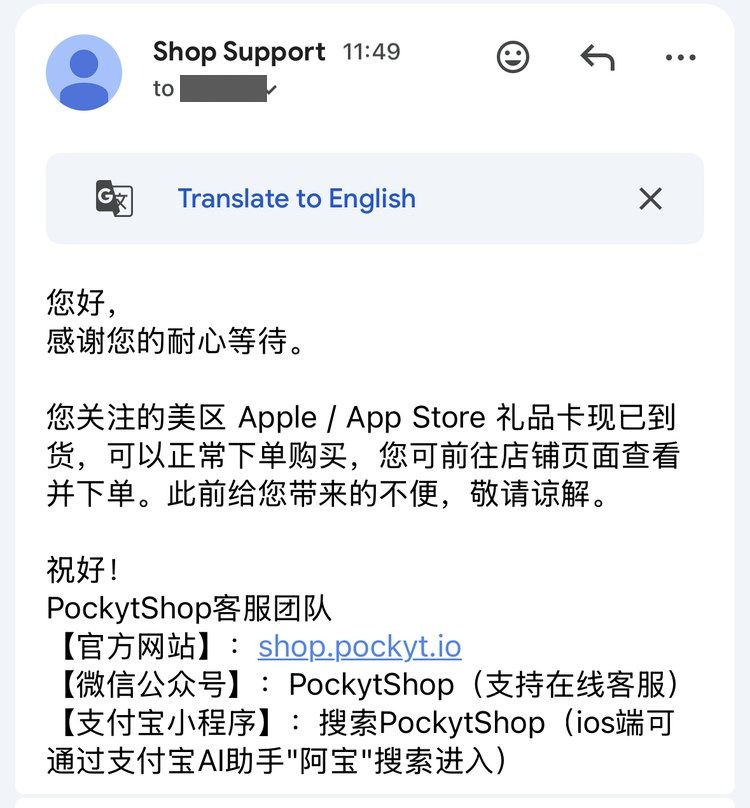 Shop Support 11:49
to
Translate to English
您好，
感谢您的耐心等待。
您关注的美区 Apple / App Store 礼品卡现已到
货，可以正常下单购买，您可前往店铺页面查看
并下单。此前给您带来的不便，敬请谅解。
祝好！
PockytShop客服团队
【官方网站】：shop.pockyt.io
【微信公众号】：PockytShop（支持在线客服）
【支付宝小程序】：搜索PockytShop（ios端可
通过支付宝AI助手"阿宝"搜索进入）